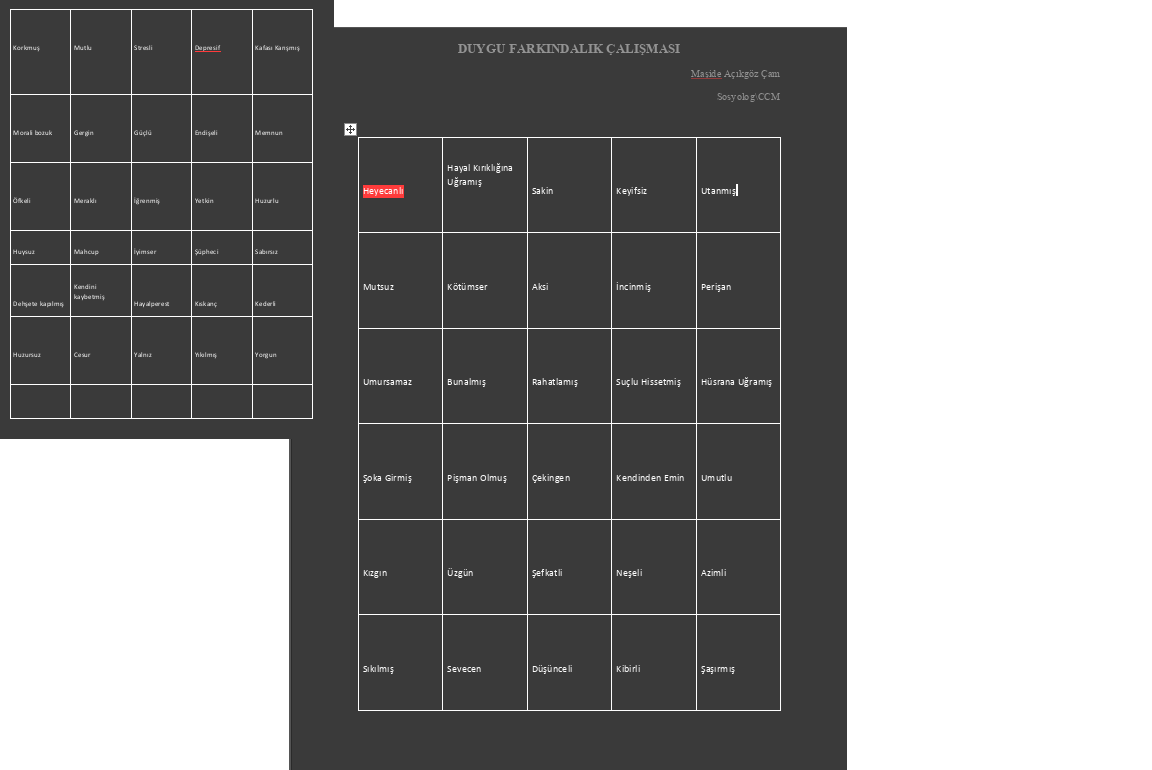 Korkmuş Mutlu Stresli Depresif Kafası Karışmış
Morali bozuk Gergin Güçlü Endişeli Memnun
Öfkeli Meraklı İğrenmiş Yetkin Huzurlu
Huysuz Mahcup İyimser Şüpheci Sabırsız
Kendini
kaybetmiş
Dehşete kapılmış Hayalperest Kıskanç Kederli
Huzursuz Cesur Yalnız Yıkılmış Yorgun
DUYGU FARKINDALIK ÇALIŞMASI
Maşide Açıkgöz Çam
Sosyolog\CCM
Hayal Kırıklığına
Uğramış
Heyecanlı Sakin Keyifsiz Utanmış
Mutsuz Kötümser Aksi İncinmiş Perişan
Umursamaz Bunalmış Rahatlamış Suçlu Hissetmiş Hüsrana Uğramış
Şoka Girmiş Pişman Olmuş Çekingen Kendinden Emin Umutlu
Kızgın Üzgün Şefkatli Neşeli Azimli
Sıkılmış Sevecen Düşünceli Kibirli Şaşırmış